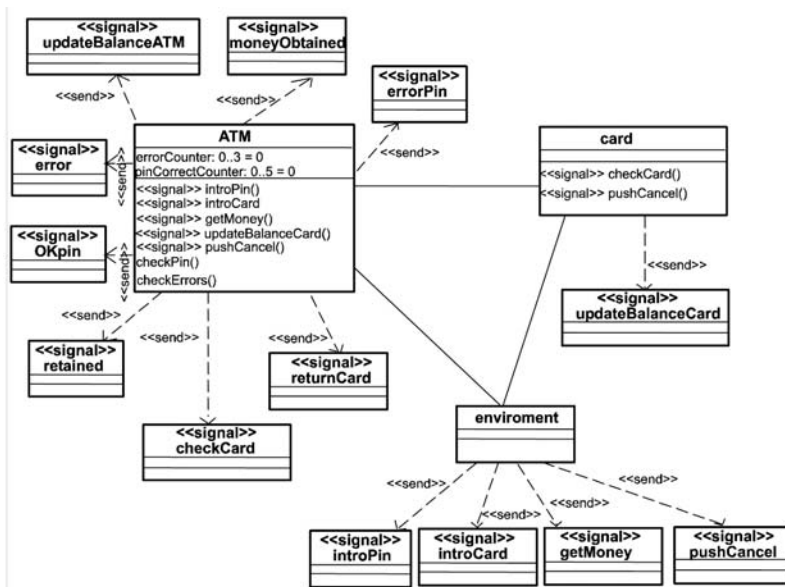 <<signal>>
updateBalanceATM
<<signal>>
moneyObtained
<<send>>
<<send>>
<<signal>>
errorPin
<<send>>
ATM
errorCounter: 0..3 = 0
pinCorrectCounter: 0..5 = 0
<<signal>> introPin()
<<signal>> introCard
<<signal>> getMoney()
<<signal>> updateBalanceCard()
<<signal>> pushCancel()
checkPin()
checkErrors()
card
<<signal>> checkCard()
<<signal>> pushCancel()
<<signal>>
error
<<send>>
<<signal>>
OKpin
<<send>>
<<send>>
<<signal>>
retained
<<send>>
<<signal>>
checkCard
<<send>>
<<signal>>
returnCard
<<send>>
<<signal>>
updateBalanceCard
enviroment
<<send>>
<<send>>
<<send>>
<<send>>
<<signal>>
introPin
<<signal>>
introCard
<<signal>>
getMoney
<<signal>>
pushCancel